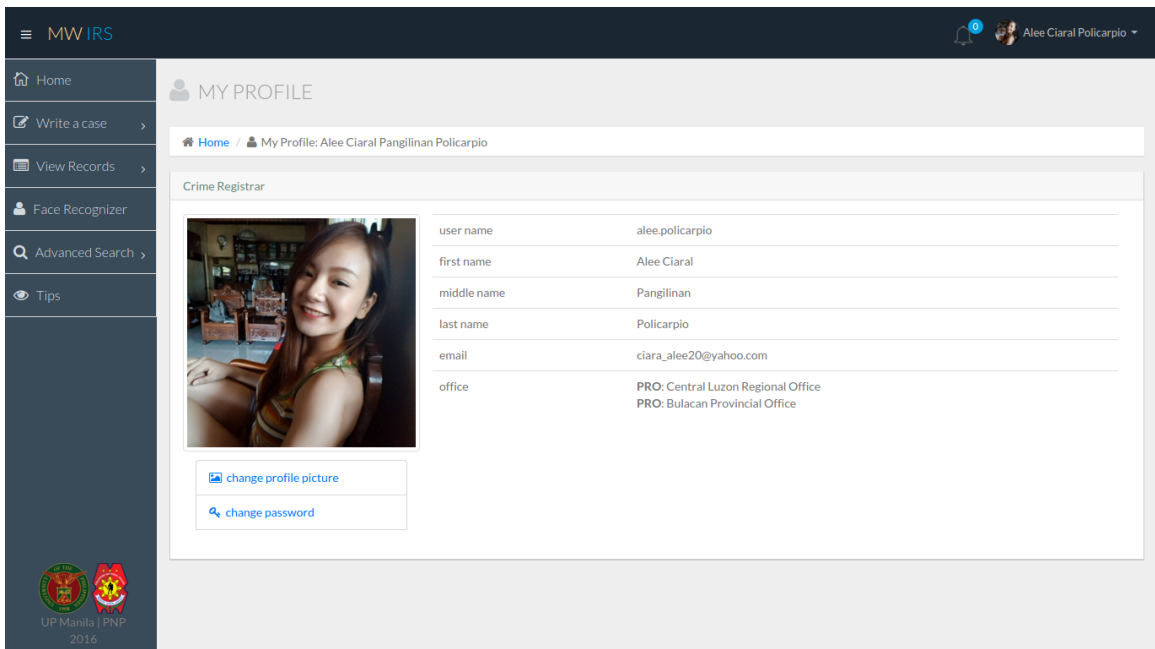 MW IRS
0
Alee Ciaral Policarpio
Home
Write a case
View Records
Face Recognizer
Advanced Search
Tips
MY PROFILE
Home / My Profile: Alee Ciaral Pangilinan Policarpio
Crime Registrar
user name alee.policarpio
first name Alee Ciaral
middle name Pangilinan
last name Policarpio
email ciara_alee20@yahoo.com
office PRO: Central Luzon Regional Office
PRO: Bulacan Provincial Office
change profile picture
change password
UP Manila | PNP
2016